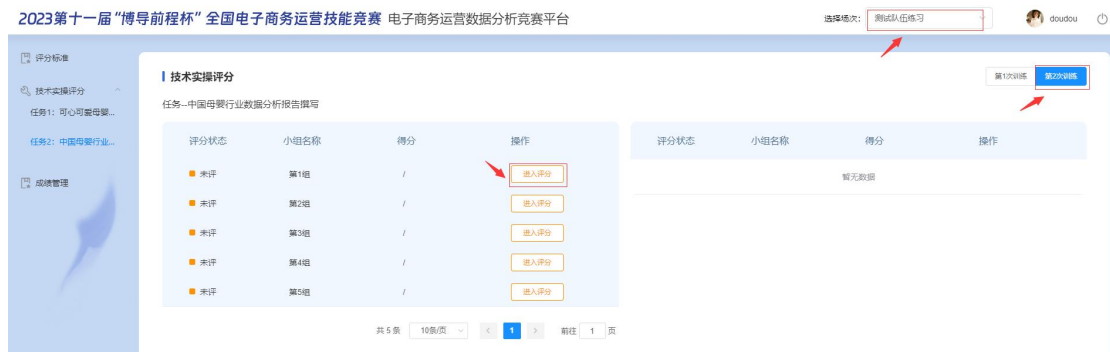 2023第十一届“博导前程杯”全国电子商务运营技能竞赛 电子商务运营数据分析竞赛平台
选择场次: 测试队伍练习
doudou
评分标准
技术实操评分
任务1：可心可爱母婴...
任务2：中国母婴行业...
成绩管理
技术实操评分
第1次训练 第2次训练
任务--中国母婴行业数据分析报告撰写
评分状态 小组名称 得分 操作 评分状态 小组名称 得分 操作
未评 第1组 / 进入评分
暂无数据
未评 第2组 / 进入评分
未评 第3组 / 进入评分
未评 第4组 / 进入评分
未评 第5组 / 进入评分
共 5 条 10条/页 < 1 > 前往 1 页